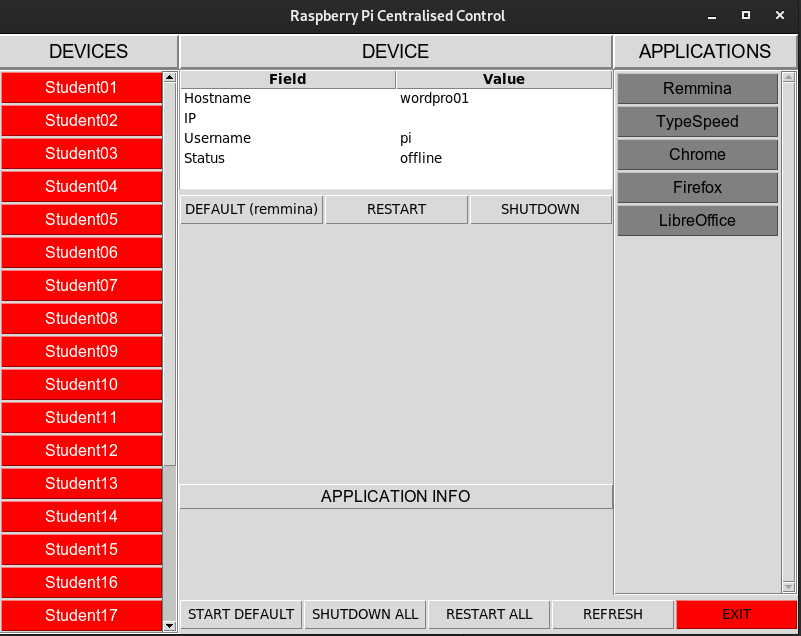 Raspberry Pi Centralised Control
DEVICES
Student01
Student02
Student03
Student04
Student05
Student06
Student07
Student08
Student09
Student10
Student11
Student12
Student13
Student14
Student15
Student16
Student17
DEVICE
Field Value
Hostname wordpro01
IP
Username pi
Status offline
DEFAULT (remmina) RESTART SHUTDOWN
APPLICATION INFO
APPLICATIONS
Remmina
TypeSpeed
Chrome
Firefox
LibreOffice
START DEFAULT SHUTDOWN ALL RESTART ALL REFRESH EXIT